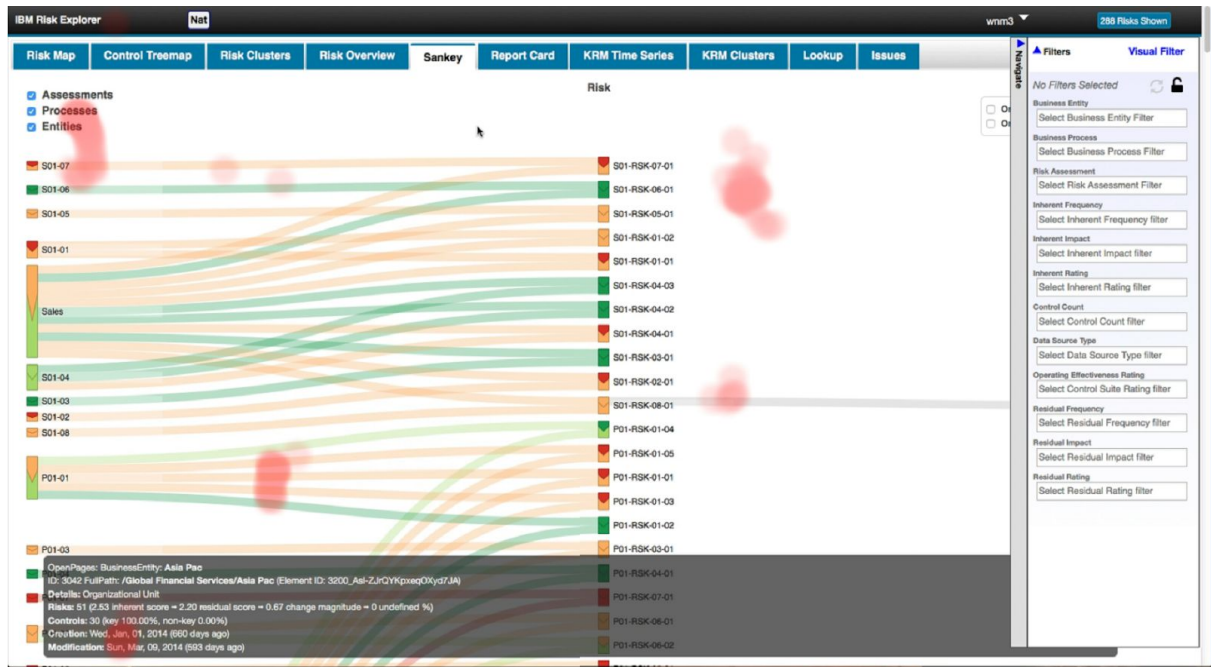 IBM Risk Explorer
Nat
wnm3
288 Risks Shown
Risk Map
Control Treemap
Risk Clusters
Risk Overview
Sankey
Report Card
KRM Time Series
KRM Clusters
Lookup
Issues
Navigate
Filters
Visual Filter
Assessments
Processes
Entities
Risk
No Filters Selected
Business Entity
Select Business Entity Filter
Business Process
Select Business Process Filter
Risk Assessment
Select Risk Assessment Filter
Inherent Frequency
Select Inherent Frequency filter
Inherent Impact
Select Inherent Impact filter
Inherent Rating
Select Inherent Rating filter
Control Count
Select Control Count filter
Data Source Type
Select Data Source Type filter
Operating Effectiveness Rating
Select Control Suite Rating filter
Residual Frequency
Select Residual Frequency filter
Residual Impact
Select Residual Impact filter
Residual Rating
Select Residual Rating filter
S01-07
S01-06
S01-05
S01-01
Sales
S01-04
S01-03
S01-02
S01-08
P01-01
P01-03
S01-RSK-07-01
S01-RSK-06-01
S01-RSK-05-01
S01-RSK-01-02
S01-RSK-01-01
S01-RSK-04-03
S01-RSK-04-02
S01-RSK-04-01
S01-RSK-03-01
S01-RSK-02-01
S01-RSK-08-01
P01-RSK-01-04
P01-RSK-01-05
P01-RSK-01-01
P01-RSK-01-03
P01-RSK-01-02
P01-RSK-03-01
P01-RSK-04-01
P01-RSK-07-01
P01-RSK-06-01
P01-RSK-06-02
OpenPages: BusinessEntity: Asia Pac
ID: 3042 FullPath: /Global Financial Services/Asia Pac (Element ID: 3200_AsI-ZJrQYKpxeqOXyd7JA)
Details: Organizational Unit
Risks: 51 (2.53 inherent score - 2.20 residual score = 0.67 change magnitude = 0 undefined %)
Controls: 30 (key 100.00%, non-key 0.00%)
Creation: Wed, Jan, 01, 2014 (660 days ago)
Modification: Sun, Mar, 09, 2014 (593 days ago)